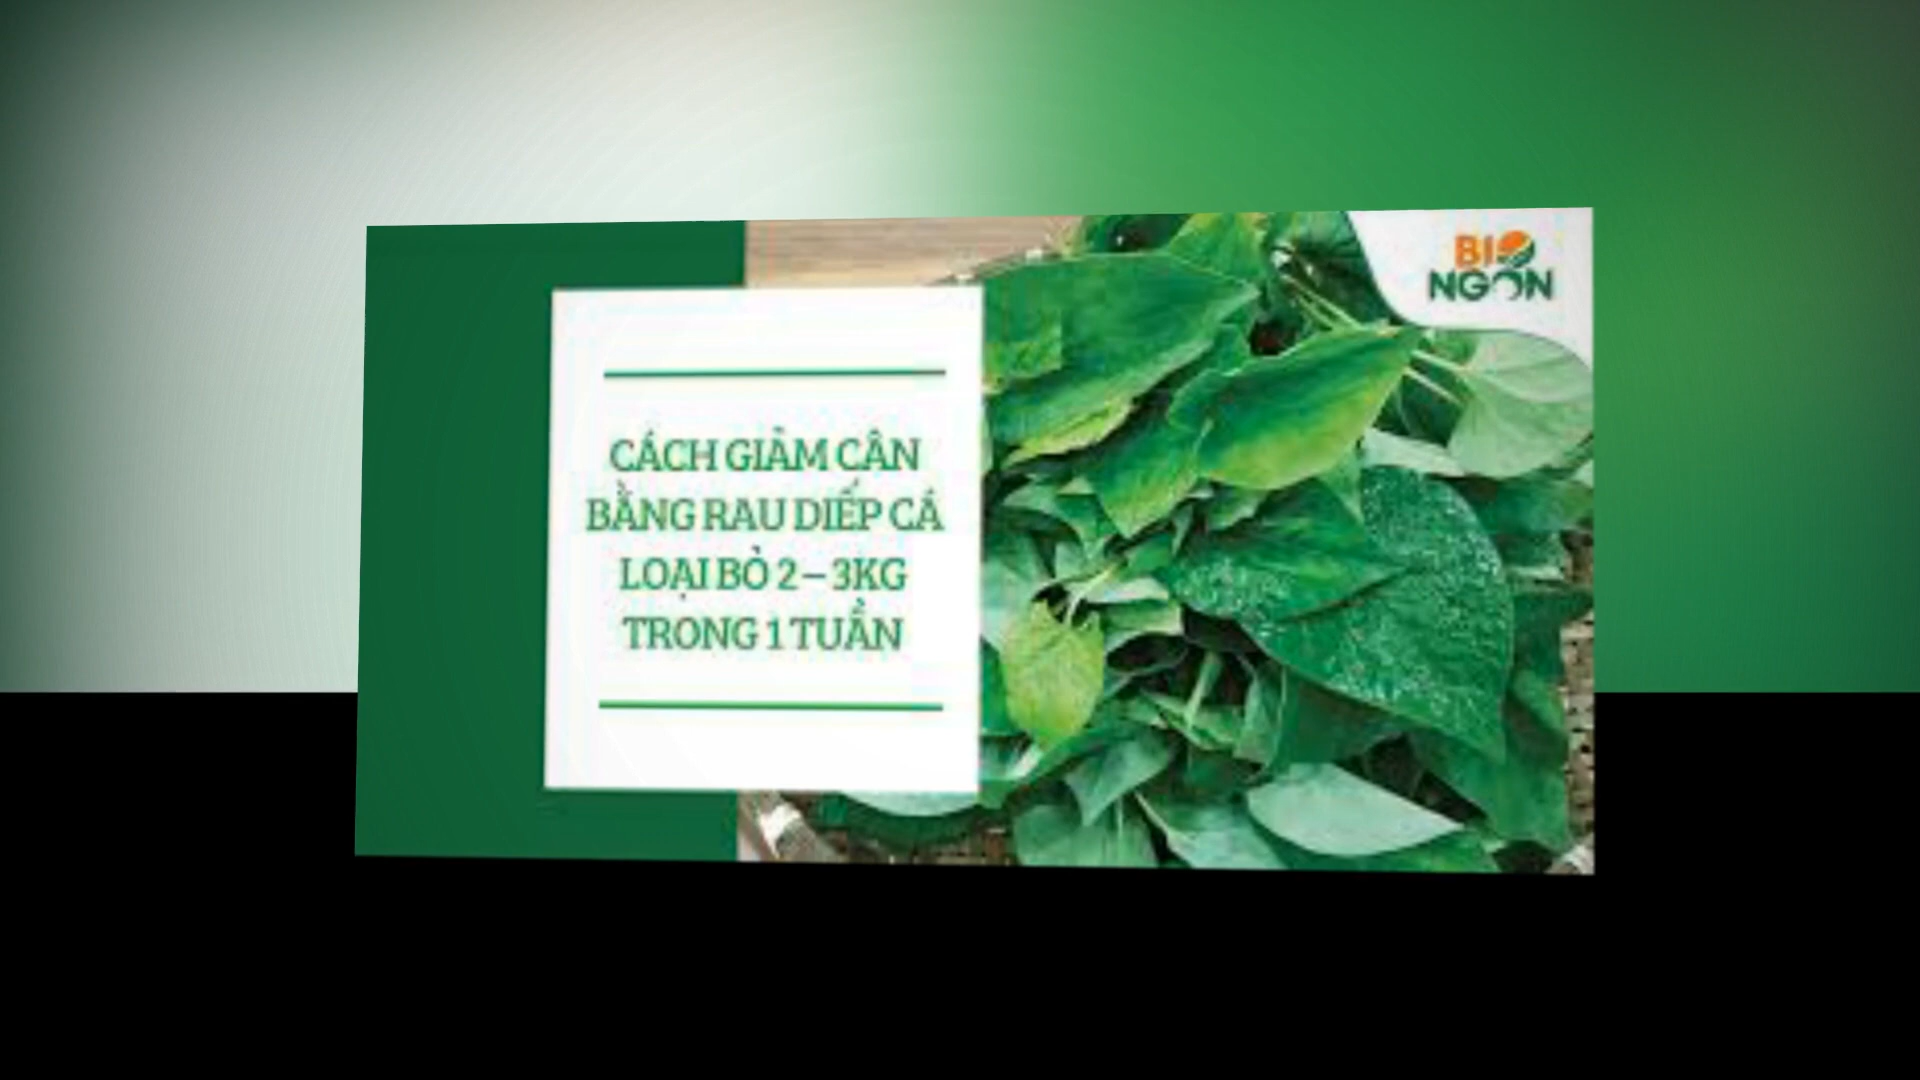 BIO
NGON
CÁCH GIẢM CÂN
BẰNG RAU DIẾP CÁ
LOẠI BỎ 2 – 3KG
TRONG 1 TUẦN